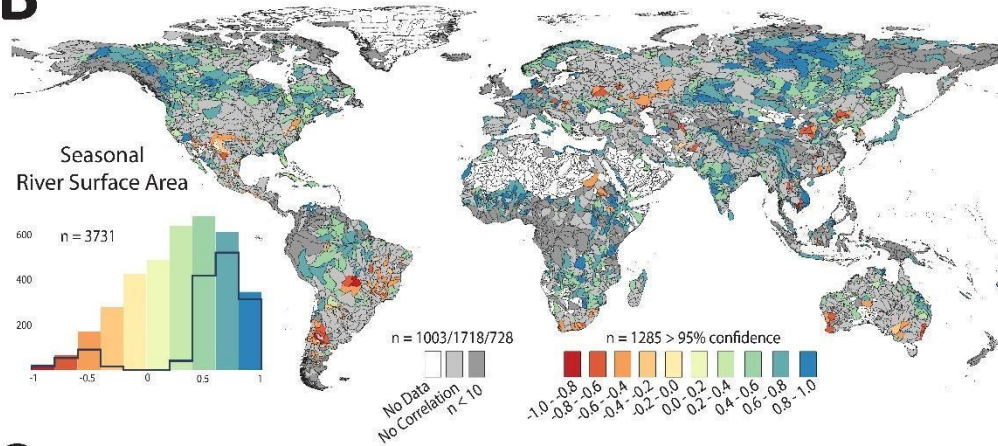 B
Seasonal
River Surface Area
n = 3731
600
400
200
-1
-0.5
0
0.5
1
n = 1003/1718/728
No Data
No Correlation
n < 10
n = 1285 > 95% confidence
-1.0 - -0.8
-0.8 - -0.6
-0.6 - -0.4
-0.4 - -0.2
-0.2 - 0.0
0.0 - 0.2
0.2 - 0.4
0.4 - 0.6
0.6 - 0.8
0.8 - 1.0